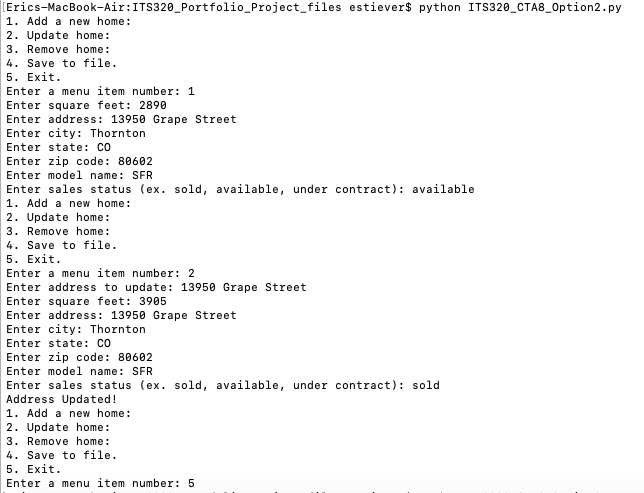 [Erics-MacBook-Air:ITS320_Portfolio_Project_files estiever$ python ITS320_CTA8_Option2.py
1. Add a new home:
2. Update home:
3. Remove home:
4. Save to file.
5. Exit.
Enter a menu item number: 1
Enter square feet: 2890
Enter address: 13950 Grape Street
Enter city: Thornton
Enter state: CO
Enter zip code: 80602
Enter model name: SFR
Enter sales status (ex. sold, available, under contract): available
1. Add a new home:
2. Update home:
3. Remove home:
4. Save to file.
5. Exit.
Enter a menu item number: 2
Enter address to update: 13950 Grape Street
Enter square feet: 3905
Enter address: 13950 Grape Street
Enter city: Thornton
Enter state: CO
Enter zip code: 80602
Enter model name: SFR
Enter sales status (ex. sold, available, under contract): sold
Address Updated!
1. Add a new home:
2. Update home:
3. Remove home:
4. Save to file.
5. Exit.
Enter a menu item number: 5